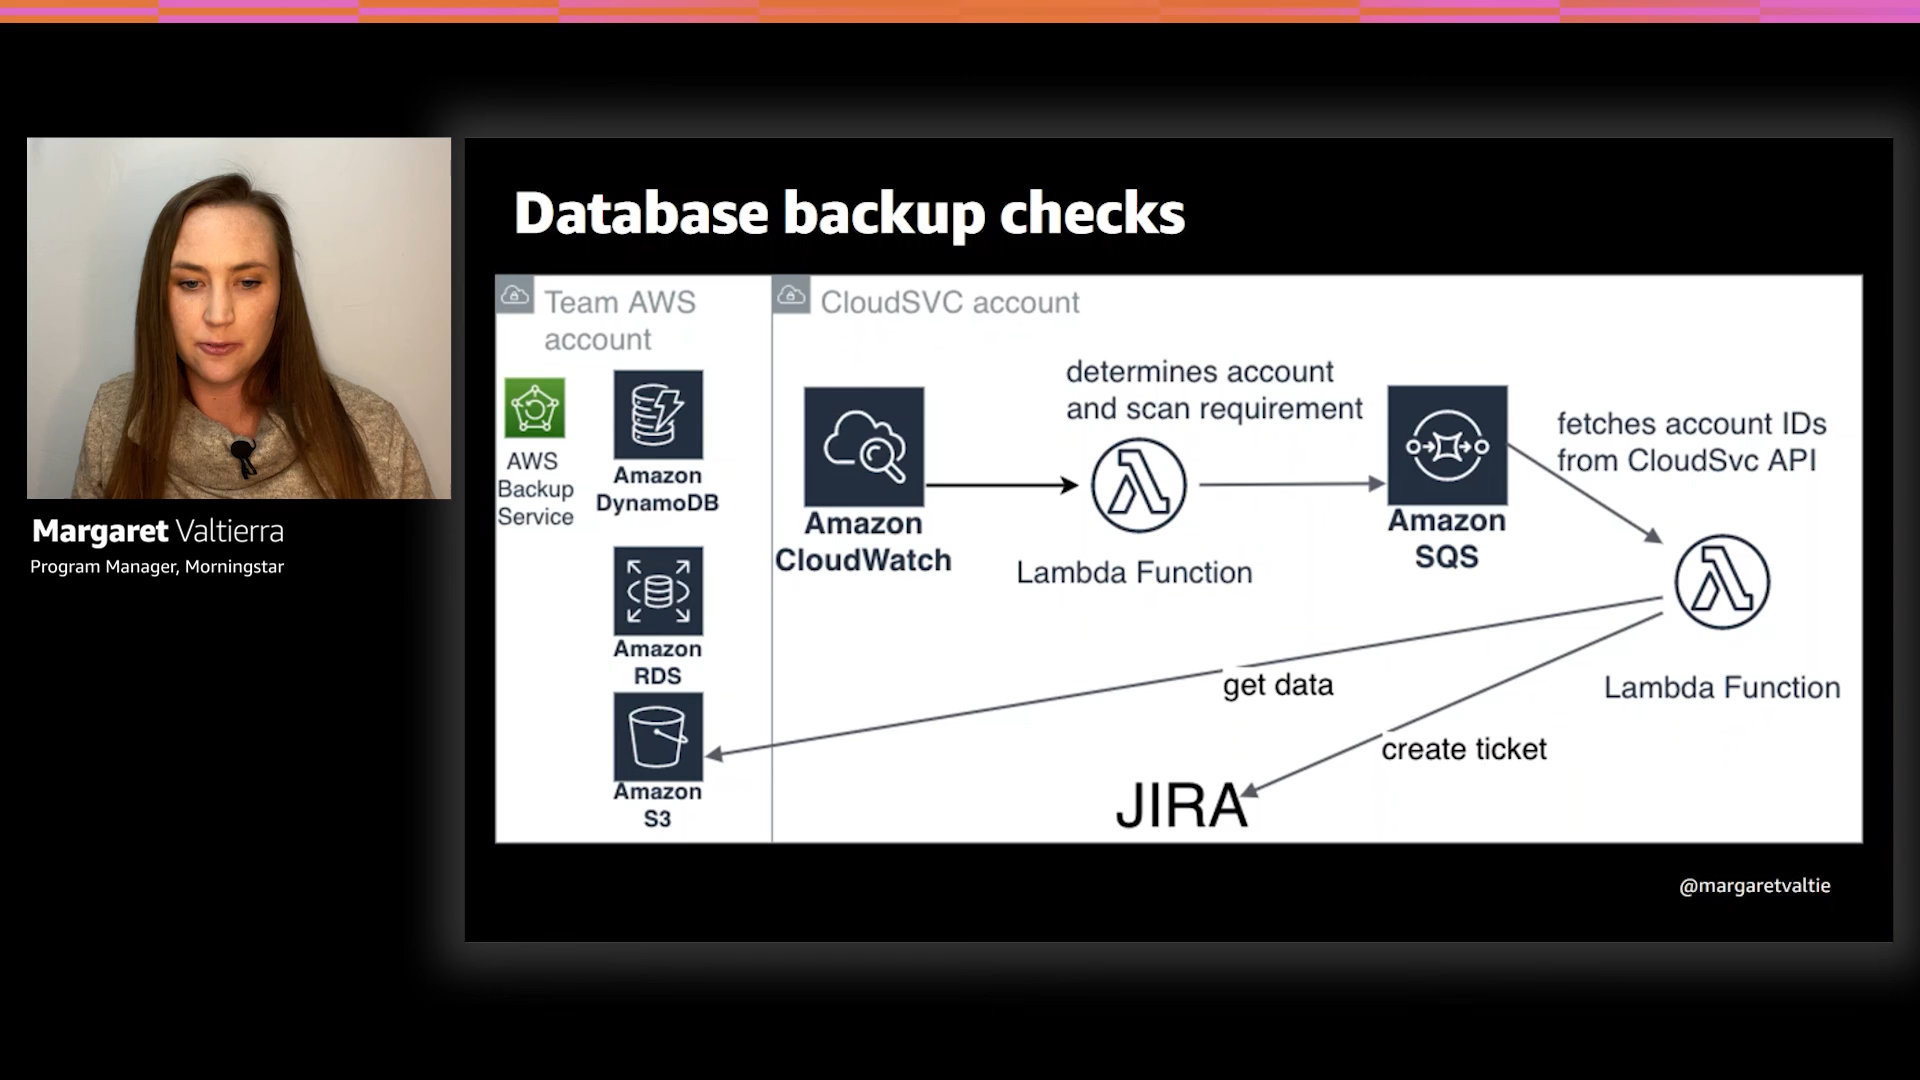 Database backup checks
Team AWS
account
CloudSVC account
AWS
Backup
Service
Amazon
DynamoDB
Amazon
RDS
Amazon
S3
Amazon
CloudWatch
determines account
and scan requirement
Lambda Function
Amazon
SQS
fetches account IDs
from CloudSvc API
Lambda Function
get data
create ticket
JIRA
@margaretvaltie
Margaret Valtierra
Program Manager, Morningstar